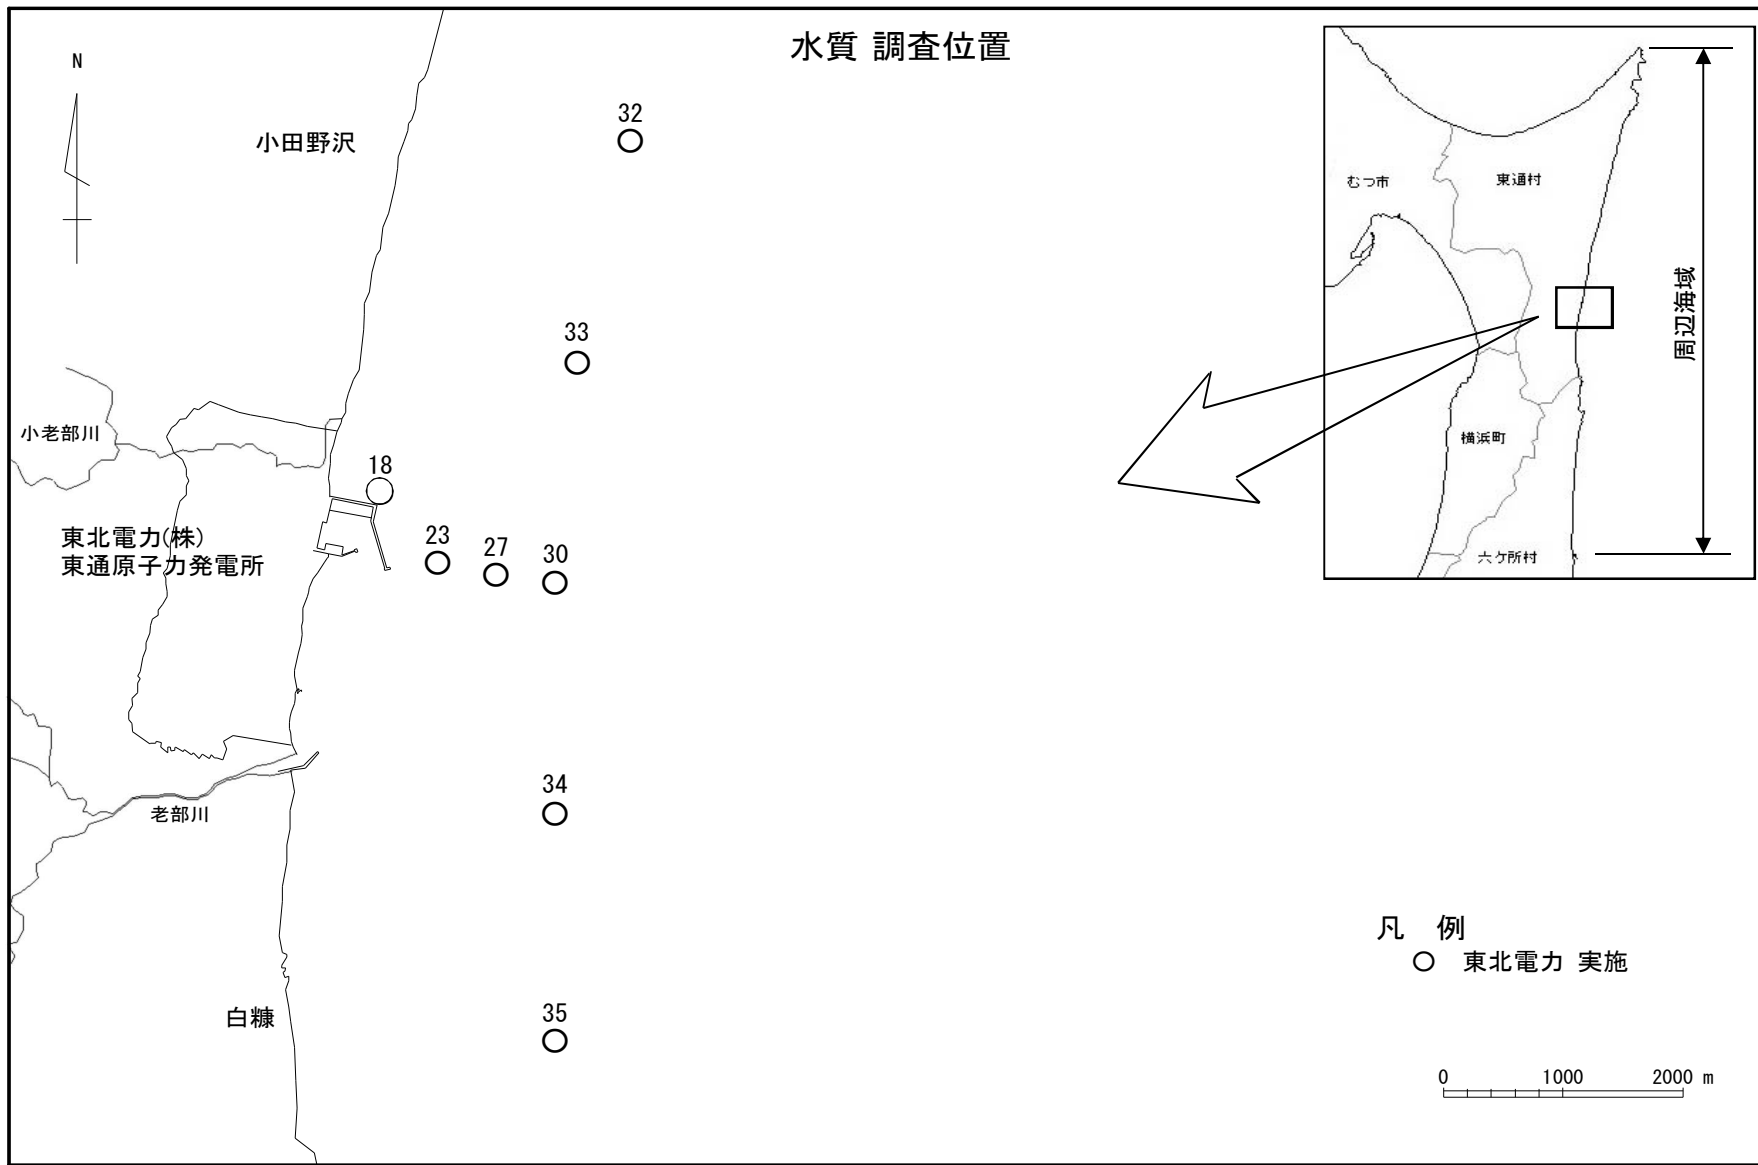 水質 調査位置
N
小田野沢
32
33
小老部川
18
東北電力(株)
東通原子力発電所
23
27
30
老部川
34
白糠
35
むつ市
東通村
横浜町
六ケ所村
周辺海域
凡 例
○ 東北電力 実施
0 1000 2000 m